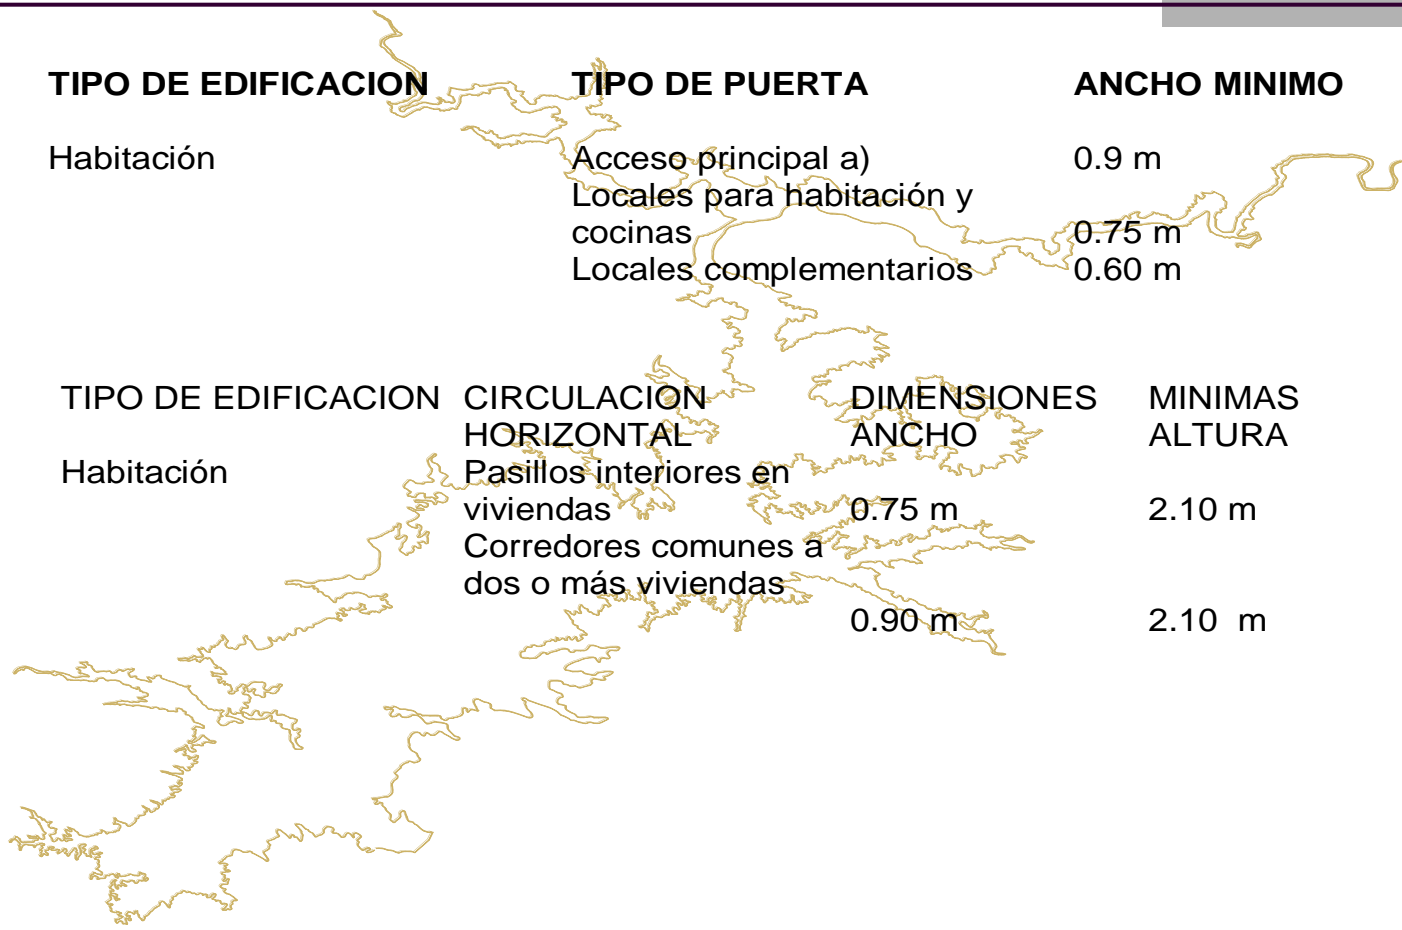 TIPO DE EDIFICACION TIPO DE PUERTA ANCHO MINIMO
Habitación Acceso principal a) 0.9 m
Locales para habitación y
cocinas 0.75 m
Locales complementarios 0.60 m
TIPO DE EDIFICACION CIRCULACION DIMENSIONES MINIMAS
HORIZONTAL ANCHO ALTURA
Habitación Pasillos interiores en
viviendas 0.75 m 2.10 m
Corredores comunes a
dos o más viviendas
0.90 m 2.10 m